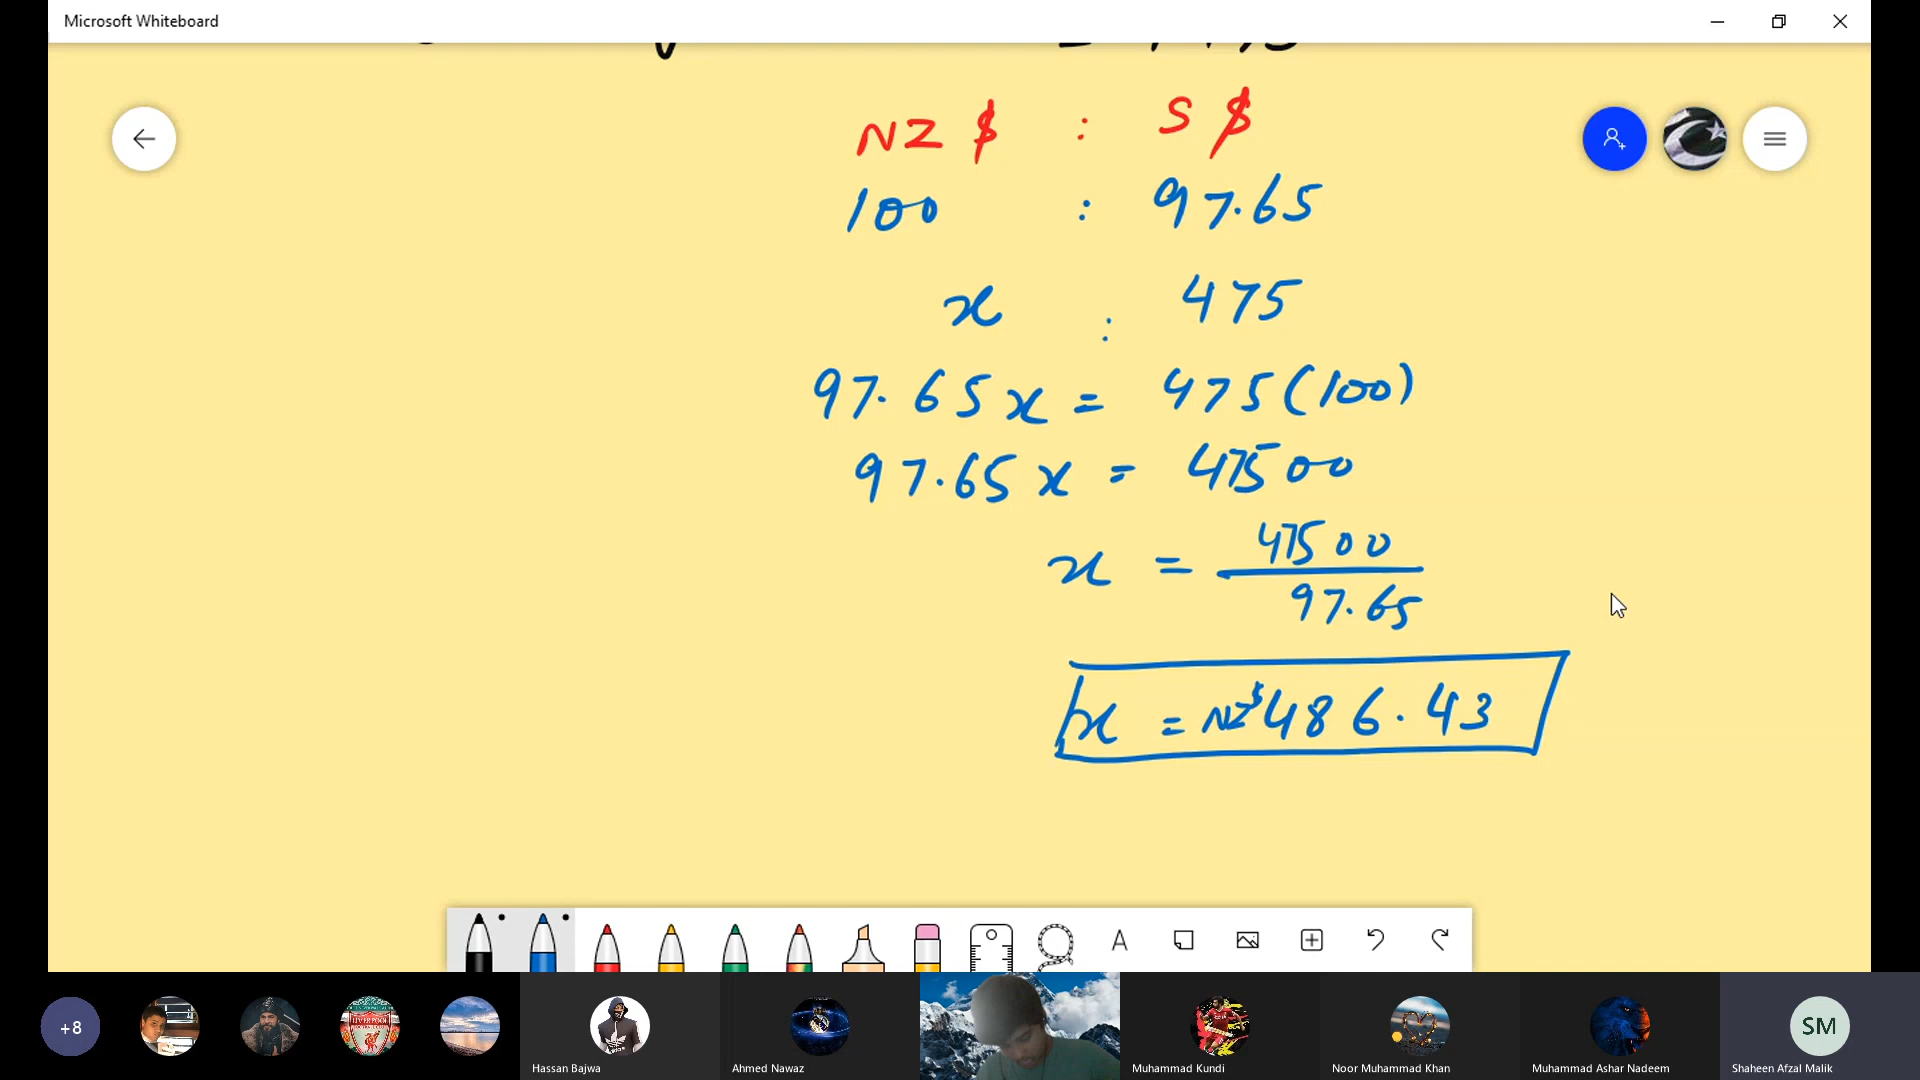 Microsoft Whiteboard
NZ $ : S $
100 : 97.65
x : 475
97.65x = 475(100)
97.65x = 47500
x = 47500
97.65
x = NZ$486.43
A
+8
LIVERPOOL
Hassan Bajwa
Ahmed Nawaz
Muhammad Kundi
Noor Muhammad Khan
Muhammad Ashar Nadeem
SM
Shaheen Afzal Malik